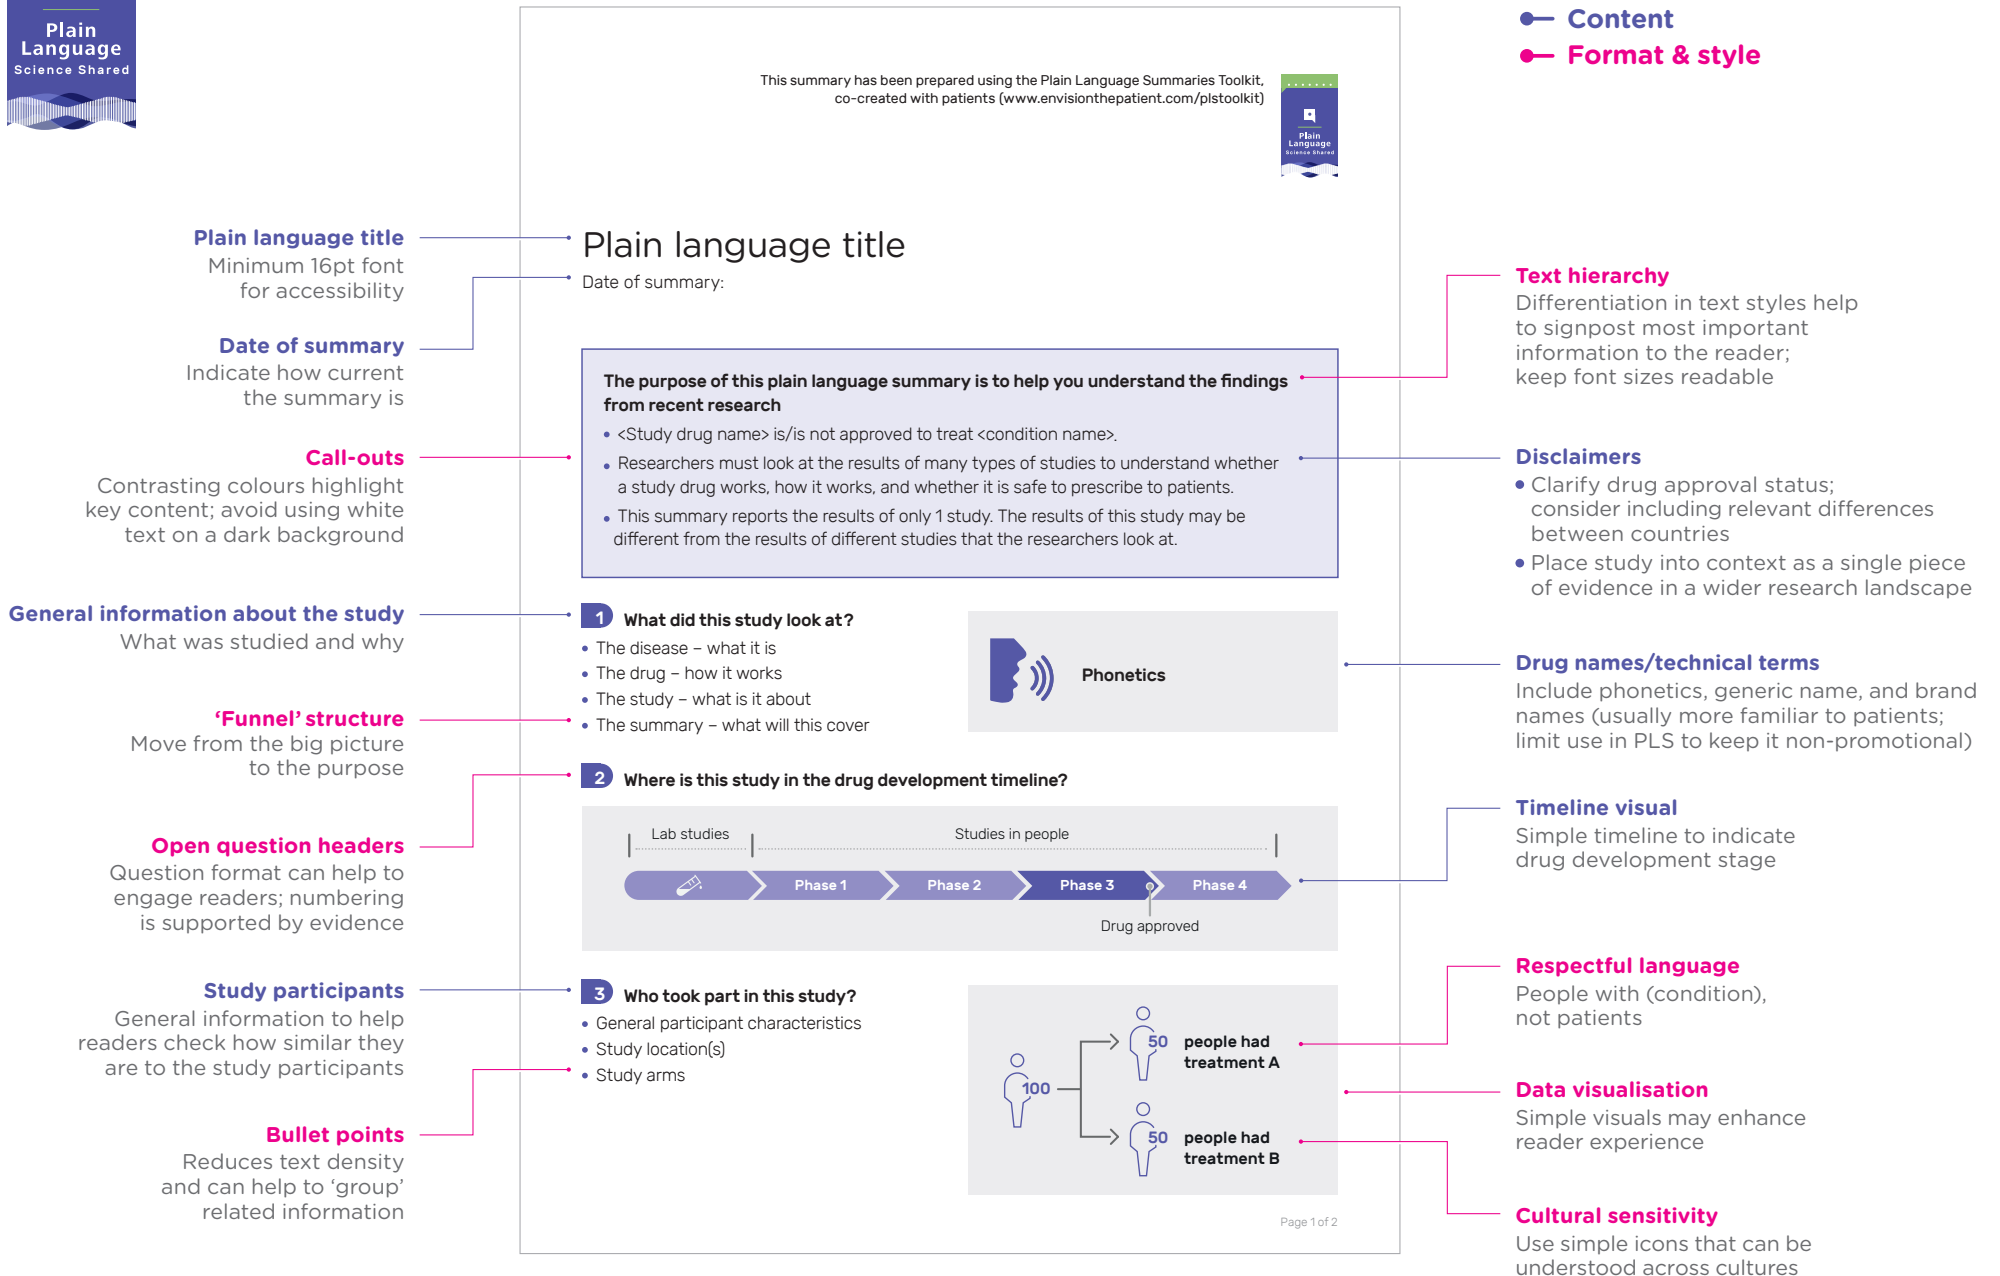 Plain
Language
Science Shared
Content
Format & style
This summary has been prepared using the Plain Language Summaries Toolkit,
co-created with patients (www.envisionthepatient.com/plstoolkit)
Plain
Language
Science Shared
Plain language title
Minimum 16pt font
for accessibility
Date of summary
Indicate how current
the summary is
Call-outs
Contrasting colours highlight
key content; avoid using white
text on a dark background
General information about the study
What was studied and why
‘Funnel’ structure
Move from the big picture
to the purpose
Open question headers
Question format can help to
engage readers; numbering
is supported by evidence
Study participants
General information to help
readers check how similar they
are to the study participants
Bullet points
Reduces text density
and can help to ‘group’
related information
Plain language title
Date of summary:
The purpose of this plain language summary is to help you understand the findings
from recent research
• <Study drug name> is/is not approved to treat <condition name>.
• Researchers must look at the results of many types of studies to understand whether
a study drug works, how it works, and whether it is safe to prescribe to patients.
• This summary reports the results of only 1 study. The results of this study may be
different from the results of different studies that the researchers look at.
1 What did this study look at?
• The disease – what it is
• The drug – how it works
• The study – what is it about
• The summary – what will this cover
Phonetics
2 Where is this study in the drug development timeline?
Lab studies
Studies in people
Phase 1
Phase 2
Phase 3
Phase 4
Drug approved
3 Who took part in this study?
• General participant characteristics
• Study location(s)
• Study arms
100
50 people had
treatment A
50 people had
treatment B
Page 1 of 2
Text hierarchy
Differentiation in text styles help
to signpost most important
information to the reader;
keep font sizes readable
Disclaimers
• Clarify drug approval status;
consider including relevant differences
between countries
• Place study into context as a single piece
of evidence in a wider research landscape
Drug names/technical terms
Include phonetics, generic name, and brand
names (usually more familiar to patients;
limit use in PLS to keep it non-promotional)
Timeline visual
Simple timeline to indicate
drug development stage
Respectful language
People with (condition),
not patients
Data visualisation
Simple visuals may enhance
reader experience
Cultural sensitivity
Use simple icons that can be
understood across cultures